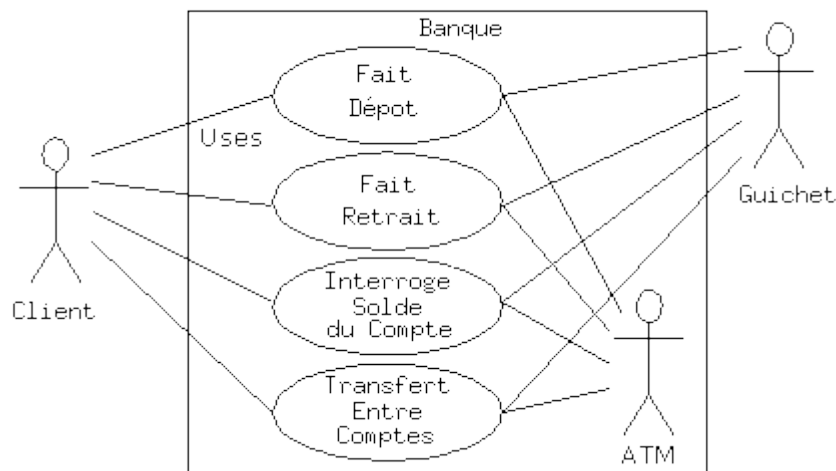 Banque
Fait
Dépot
Uses
Fait
Retrait
Guichet
Interroge
Solde
du Compte
Client
Transfert
Entre
Comptes
ATM